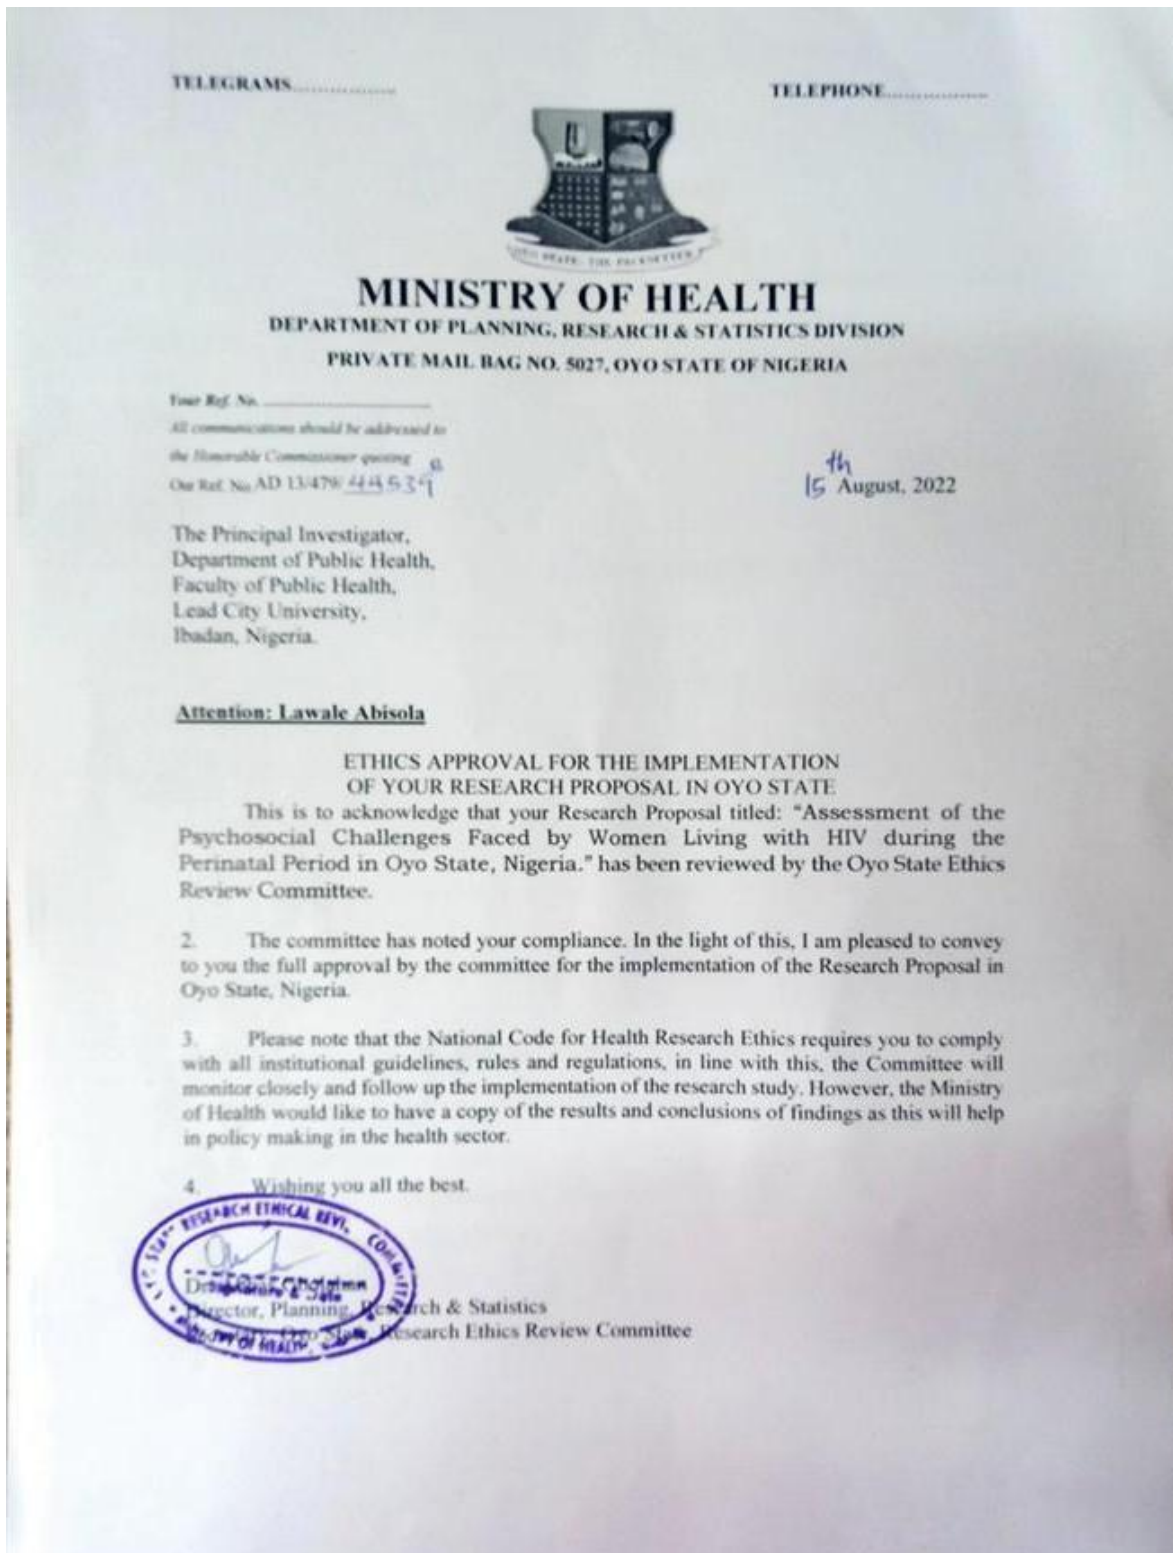 TELEGRAMS................
TELEPHONE................
OYO STATE, THE PACESETTER
MINISTRY OF HEALTH
DEPARTMENT OF PLANNING, RESEARCH & STATISTICS DIVISION
PRIVATE MAIL BAG NO. 5027, OYO STATE OF NIGERIA
Your Ref. No.
All communications should be addressed to
the Honorable Commissioner quoting
Our Ref. No. AD 13/479/ 44539
15th August, 2022
The Principal Investigator,
Department of Public Health,
Faculty of Public Health,
Lead City University,
Ibadan, Nigeria.
Attention: Lawale Abisola
ETHICS APPROVAL FOR THE IMPLEMENTATION
OF YOUR RESEARCH PROPOSAL IN OYO STATE
This is to acknowledge that your Research Proposal titled: “Assessment of the
Psychosocial Challenges Faced by Women Living with HIV during the
Perinatal Period in Oyo State, Nigeria.” has been reviewed by the Oyo State Ethics
Review Committee.
2. The committee has noted your compliance. In the light of this, I am pleased to convey
to you the full approval by the committee for the implementation of the Research Proposal in
Oyo State, Nigeria.
3. Please note that the National Code for Health Research Ethics requires you to comply
with all institutional guidelines, rules and regulations, in line with this, the Committee will
monitor closely and follow up the implementation of the research study. However, the Ministry
of Health would like to have a copy of the results and conclusions of findings as this will help
in policy making in the health sector.
4. Wishing you all the best.
RESEARCH ETHICAL
Director, Planning, Research & Statistics
Research Ethics Review Committee
OF HEALTH